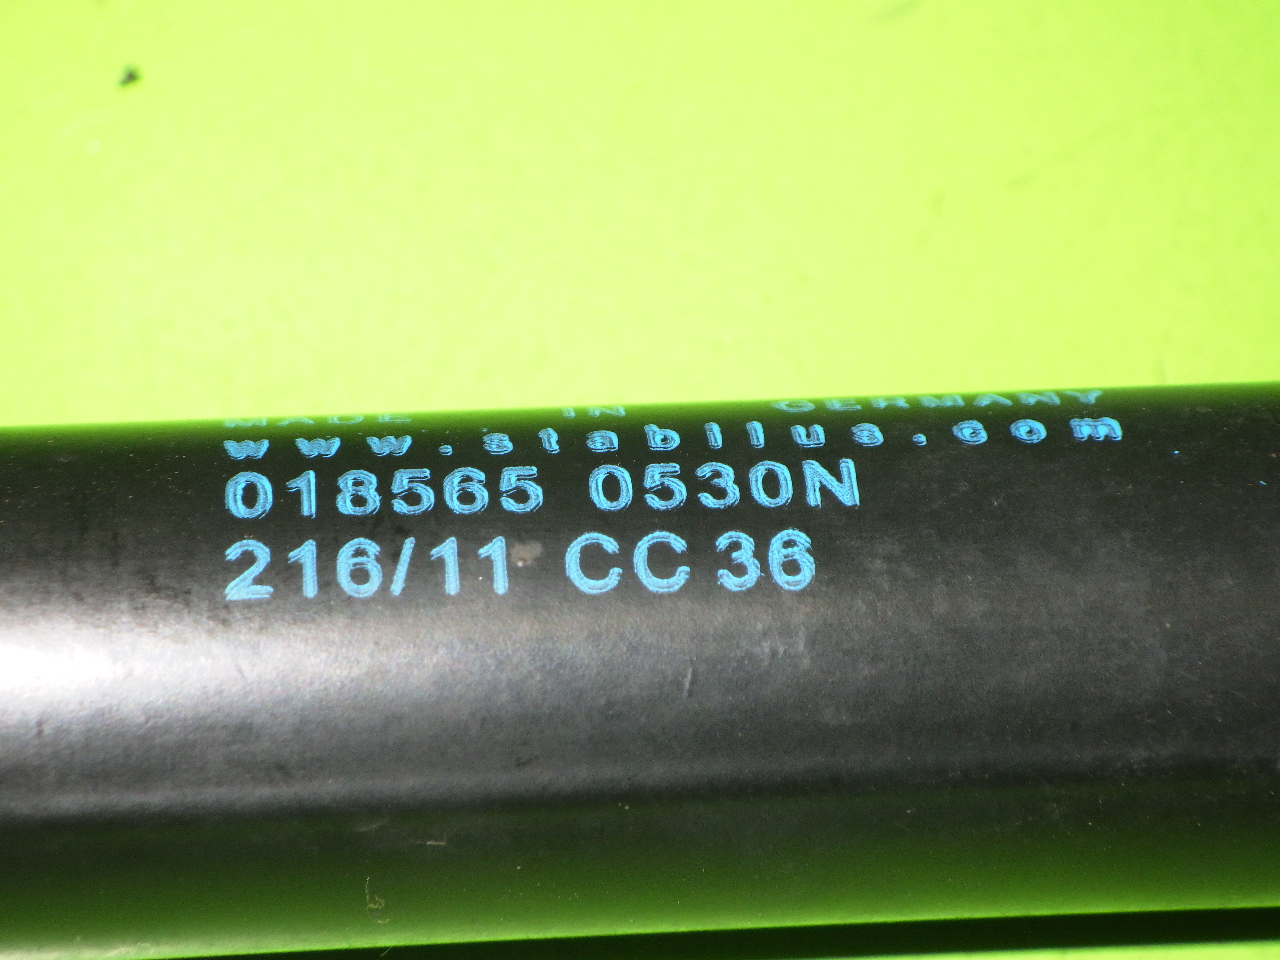 MADE IN GERMANY
www.stabilus.com
018565 0530N
216/11 CC 36